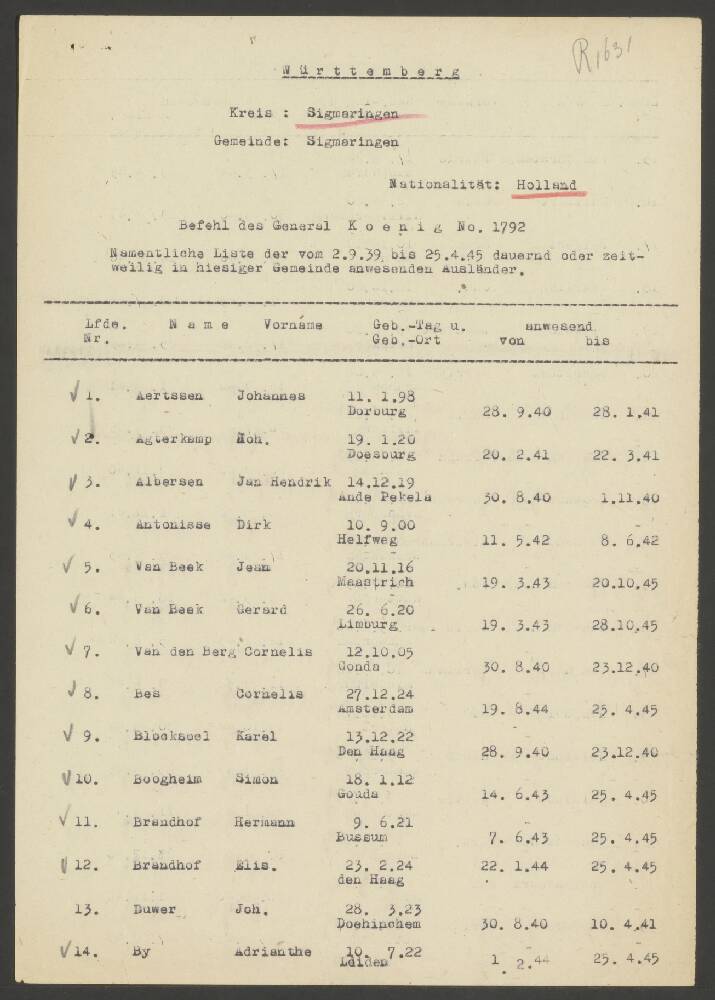 R1631
Württemberg
Kreis : Sigmaringen
Gemeinde: Sigmaringen
Nationalität: Holland
Befehl des General K o e n i g No. 1792
Namentliche Liste der vom 2.9.39 bis 25.4.45 dauernd oder zeit-
weilig in hiesiger Gemeinde anwesenden Ausländer.
Lfde. N a m e Vorname Geb.-Tag u. anwesend
Nr. Geb.-Ort von bis
1. Aertssen Johannes 11. 1.98
Dorburg 28. 9.40 28. 1.41
2. Agterkamp Hoh. 19. 1.20
Doesburg 20. 2.41 22. 3.41
3. Albersen Jan Hendrik 14.12.19
Ande Pekela 30. 8.40 1.11.40
4. Antonisse Dirk 10. 9.00
Helfweg 11. 5.42 8. 6.42
5. Van Beek Jean 20.11.16
Maastrich 19. 3.43 20.10.45
6. Van Beek Gerard 26. 6.20
Limburg 19. 3.43 28.10.45
7. Van den Berg Cornelis 12.10.05
Gonda 30. 8.40 23.12.40
8. Bes Cornelis 27.12.24
Amsterdam 19. 8.44 25. 4.45
9. Blocksoel Karel 13.12.22
Den Haag 28. 9.40 23.12.40
10. Boogheim Simon 18. 1.12
Gouda 14. 6.43 25. 4.45
11. Brandhof Hermann 9. 6.21
Bussum 7. 6.43 25. 4.45
12. Brandhof Elis. 23. 2.24 22. 1.44 25. 4.45
den Haag
13. Duwer Joh. 28. 3.23
Doehinchem 30. 8.40 10. 4.41
14. By Adrianthe 10. 7.22
Leiden 1. 2.44 25. 4.45